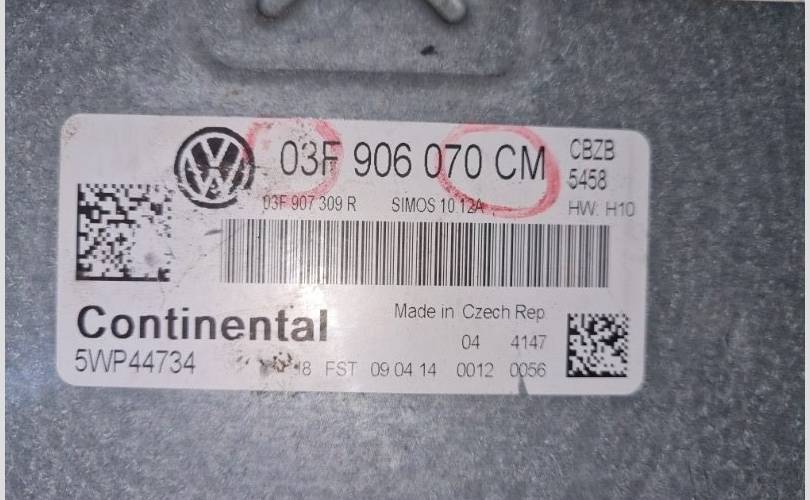 03F 906 070 CM
CBZB
5458
03F 907 309 R SIMOS 10.12A
HW: H10
Continental
Made in Czech Rep
04 4147
5WP44734
FST 09 04 14 0012 0056